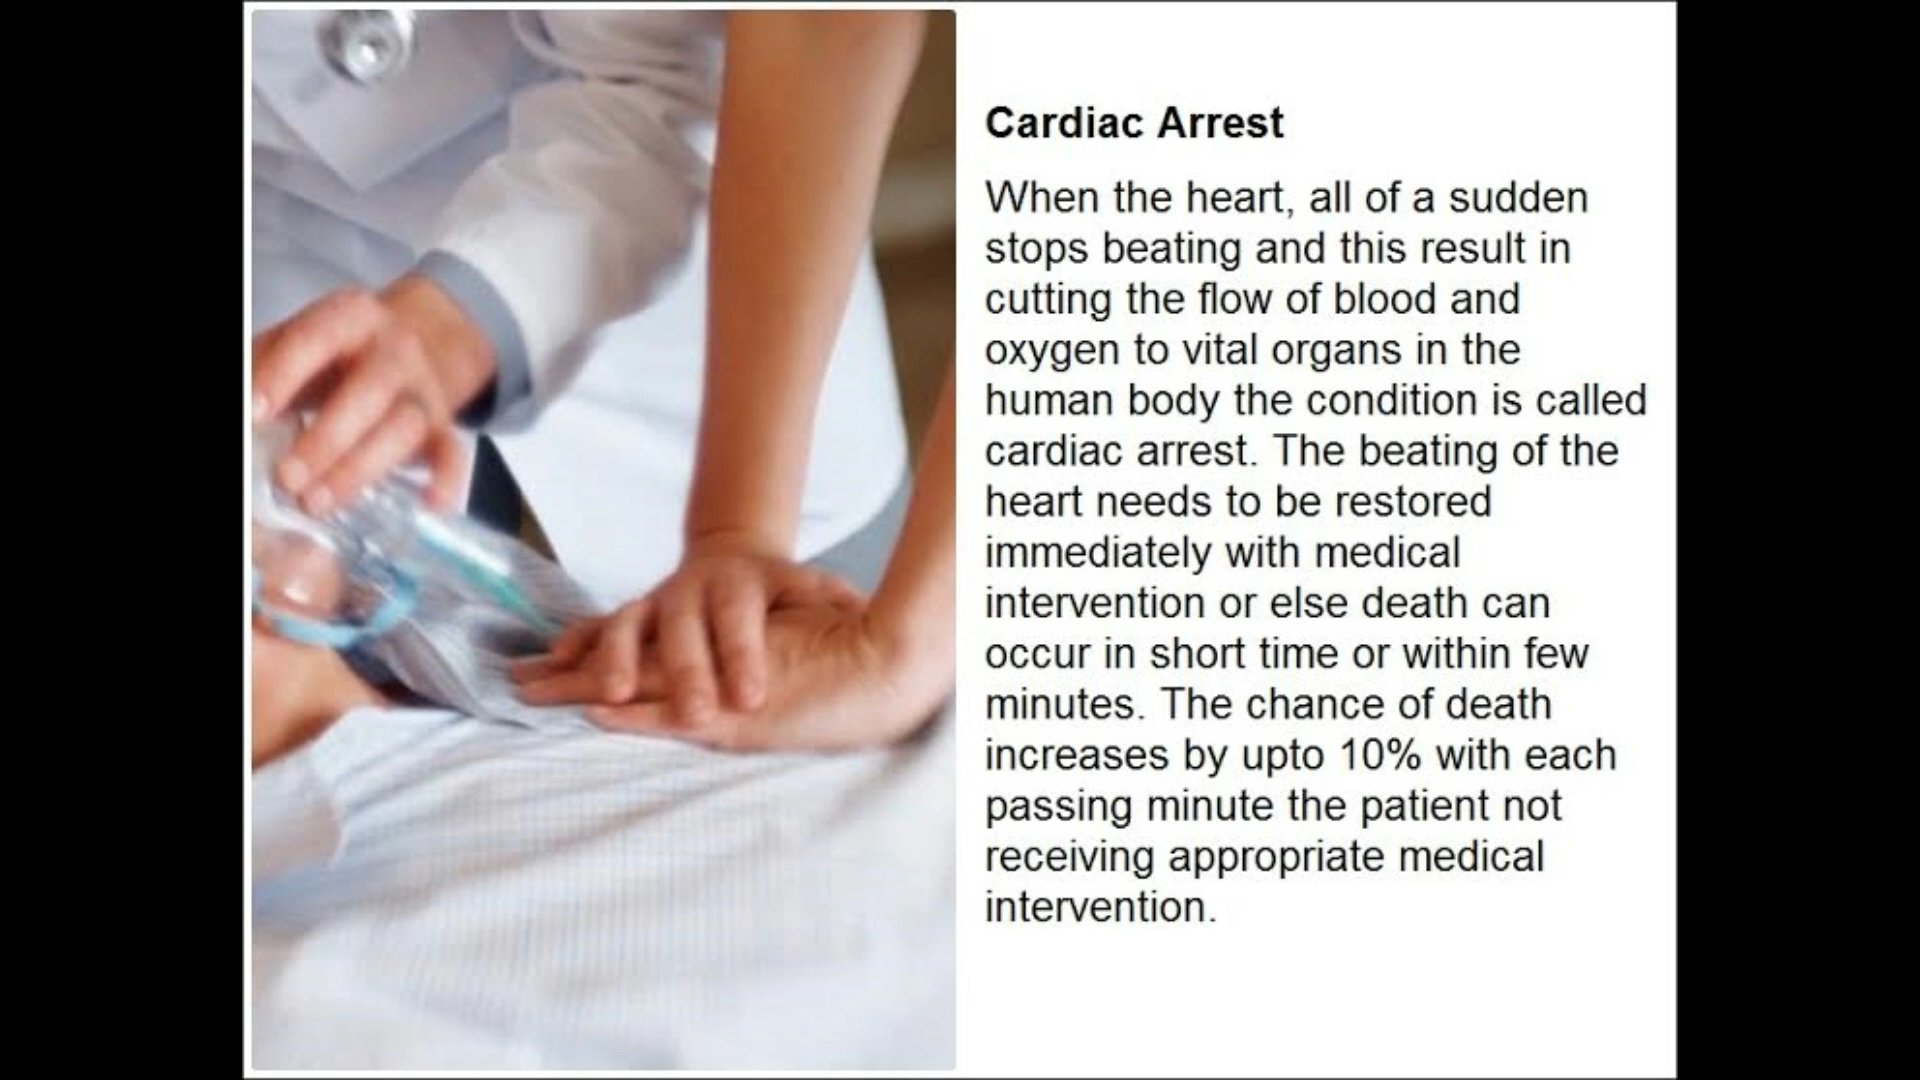 Cardiac Arrest
When the heart, all of a sudden
stops beating and this result in
cutting the flow of blood and
oxygen to vital organs in the
human body the condition is called
cardiac arrest. The beating of the
heart needs to be restored
immediately with medical
intervention or else death can
occur in short time or within few
minutes. The chance of death
increases by upto 10% with each
passing minute the patient not
receiving appropriate medical
intervention.